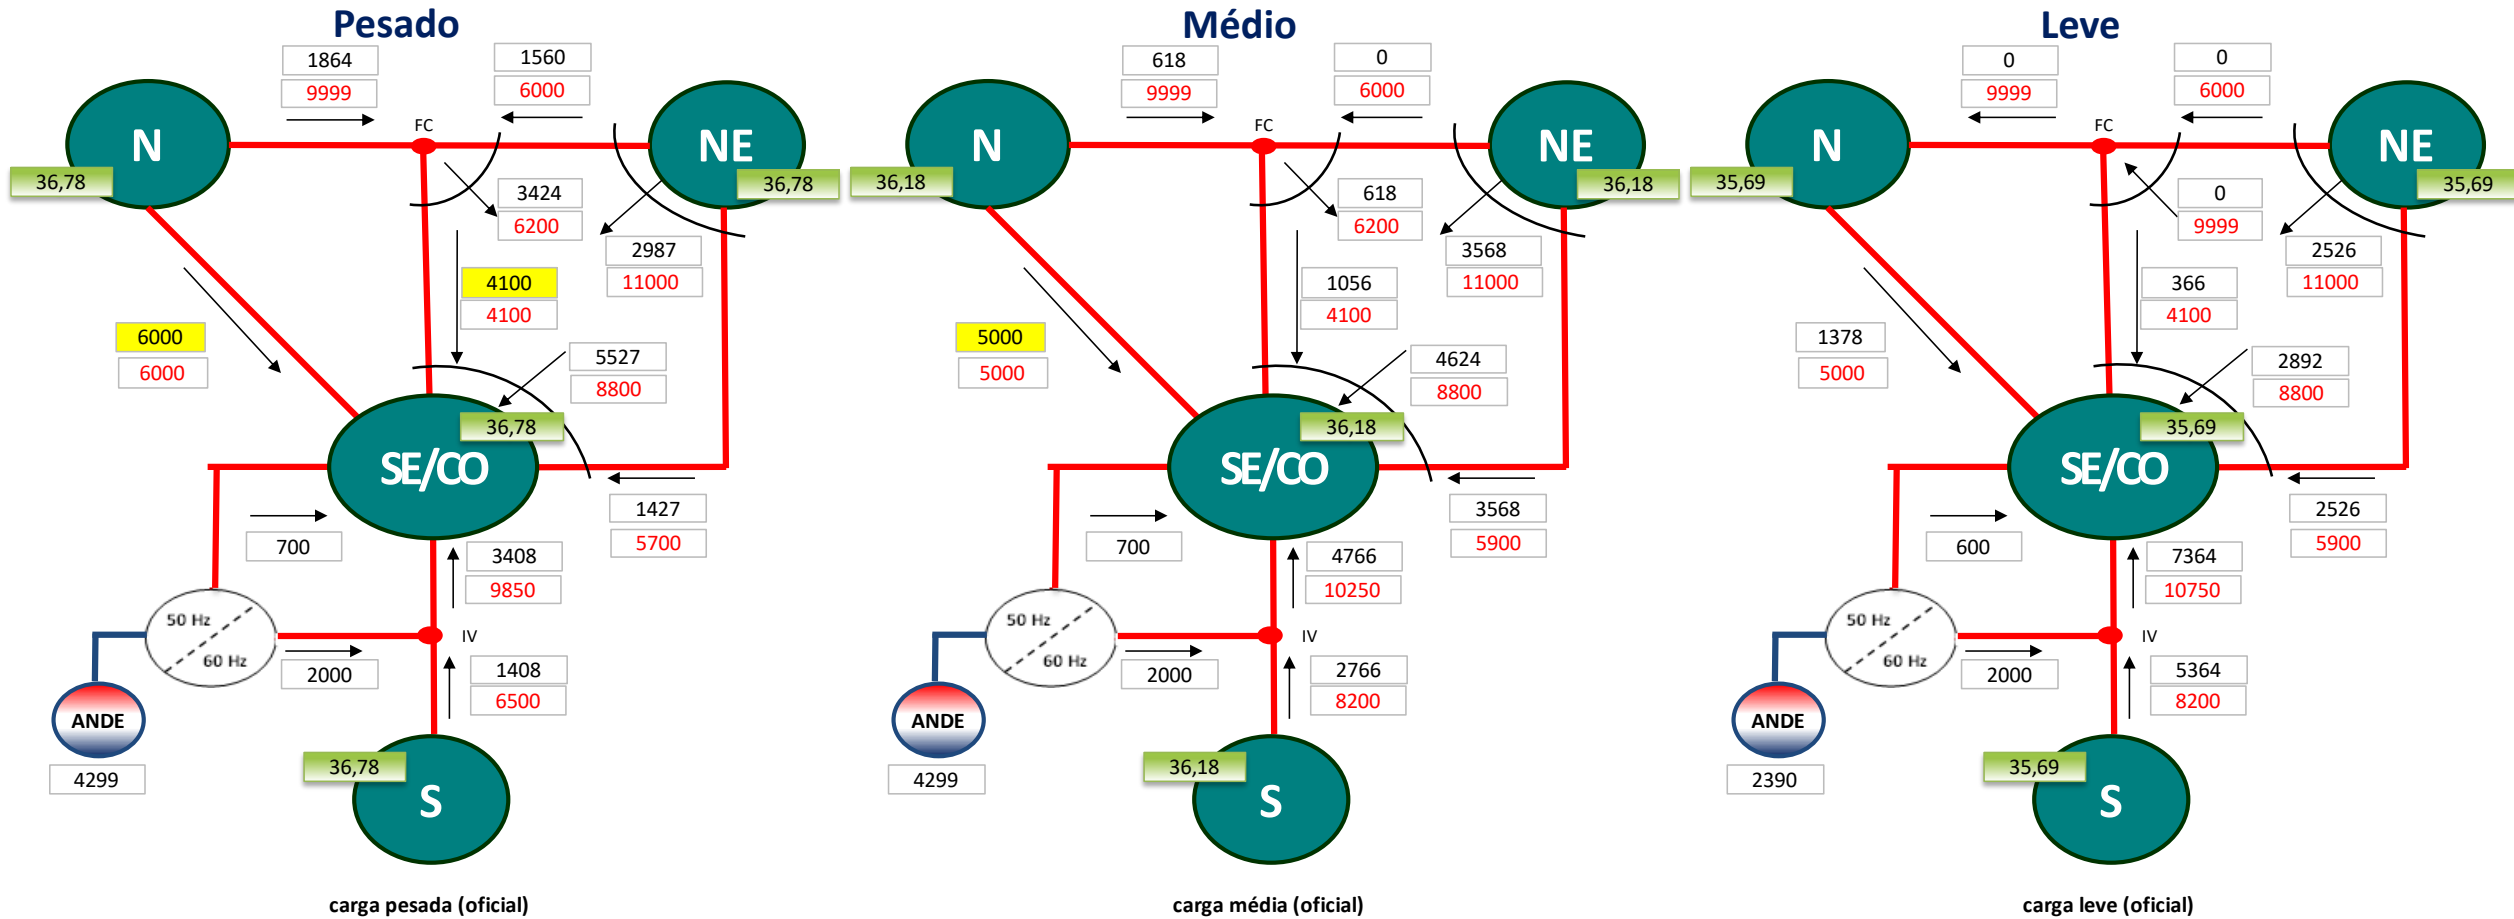 Pesado
1864
9999
1560
6000
N
FC
NE
36,78
36,78
3424
6200
2987
11000
4100
4100
6000
6000
5527
8800
36,78
SE/CO
1427
5700
700
3408
9850
50 Hz
60 Hz
IV
2000
1408
6500
ANDE
4299
36,78
S
carga pesada (oficial)
Médio
618
9999
0
6000
N
FC
NE
36,18
36,18
618
6200
3568
11000
1056
4100
5000
5000
4624
8800
36,18
SE/CO
3568
5900
700
4766
10250
50 Hz
60 Hz
IV
2000
2766
8200
ANDE
4299
36,18
S
carga média (oficial)
Leve
0
9999
0
6000
N
FC
NE
35,69
35,69
0
9999
2526
11000
366
4100
1378
5000
2892
8800
35,69
SE/CO
2526
5900
600
7364
10750
50 Hz
60 Hz
IV
2000
5364
8200
ANDE
2390
35,69
S
carga leve (oficial)